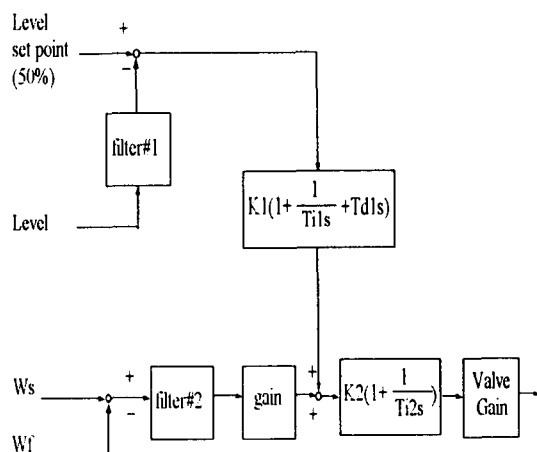 Level
set point
(50%)
+
−
filter#1
Level
K1(1+ 1/Ti1s +Td1s)
Ws
+
−
filter#2
gain
+
+
K2(1+ 1/Ti2s )
Valve
Gain
Wf